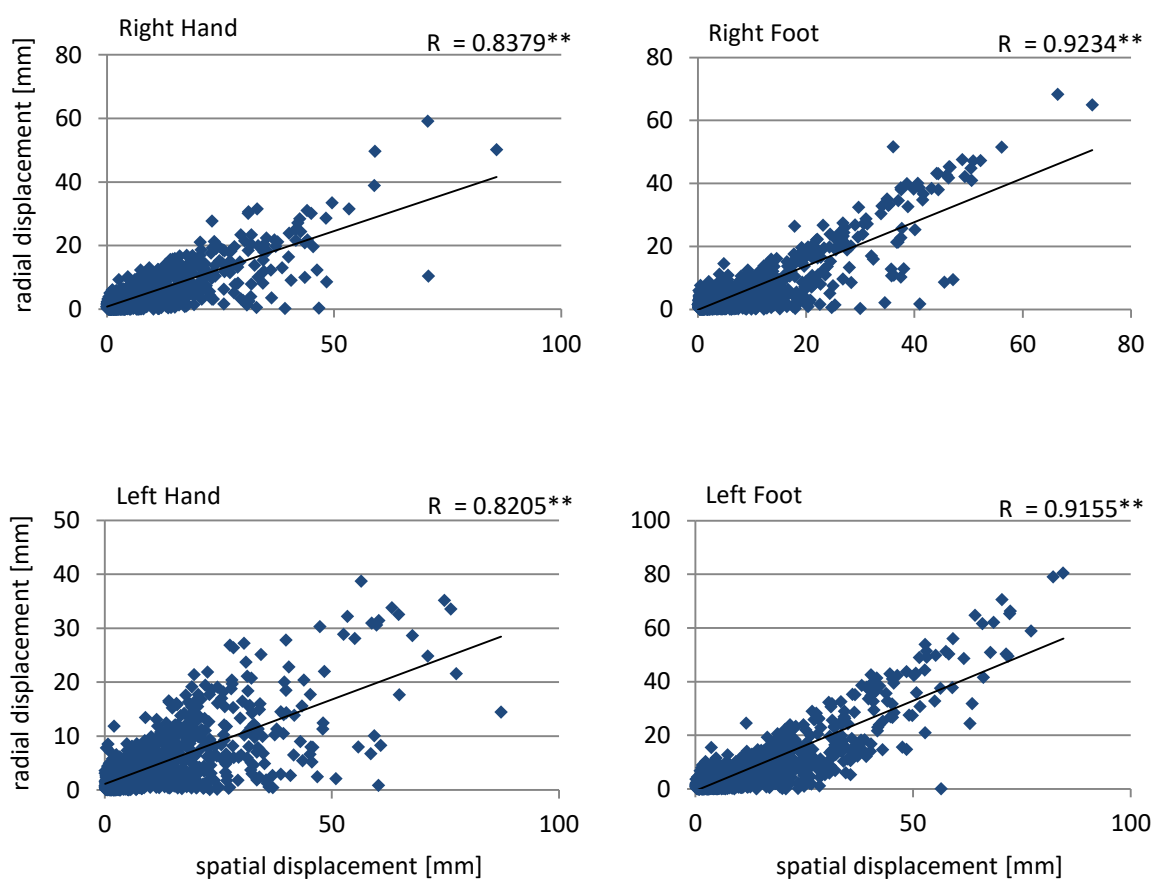 Right Hand
R = 0.8379**
radial displacement [mm]
80
60
40
20
0
0 50 100
Right Foot
R = 0.9234**
80
60
40
20
0
0 20 40 60 80
Left Hand
R = 0.8205**
radial displacement [mm]
50
40
30
20
10
0
0 50 100
spatial displacement [mm]
Left Foot
R = 0.9155**
100
80
60
40
20
0
0 50 100
spatial displacement [mm]